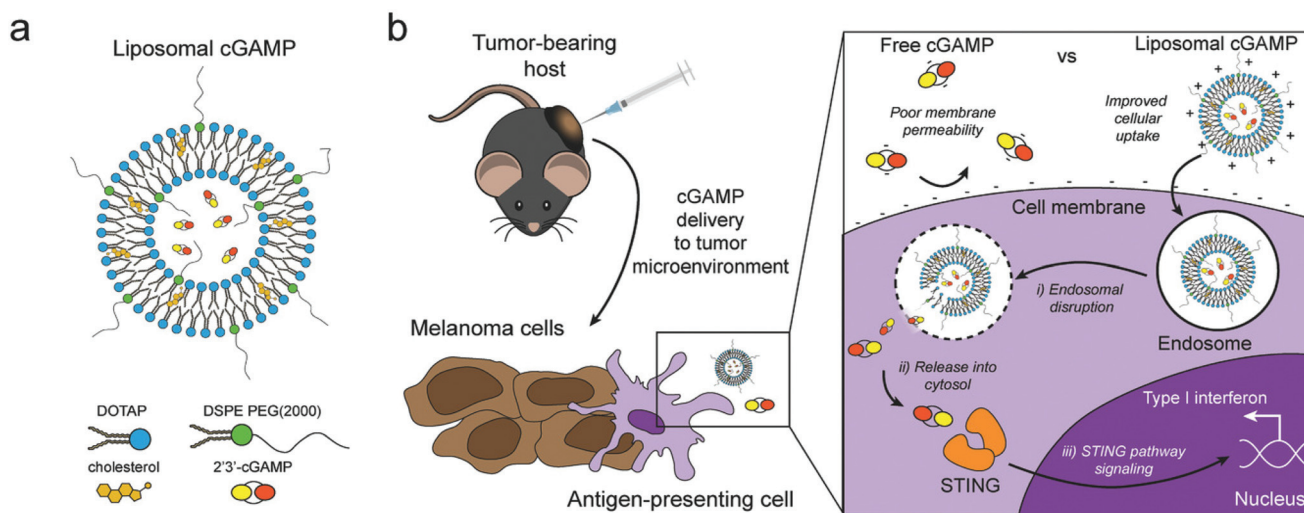 a
Liposomal cGAMP
DOTAP
DSPE PEG(2000)
cholesterol
2'3'-cGAMP
b
Tumor-bearing
host
cGAMP
delivery
to tumor
microenvironment
Melanoma cells
Antigen-presenting cell
Free cGAMP
vs
Liposomal cGAMP
Poor membrane
permeability
Improved
cellular
uptake
Cell membrane
i) Endosomal
disruption
Endosome
ii) Release into
cytosol
STING
iii) STING pathway
signaling
Type I interferon
Nucleus